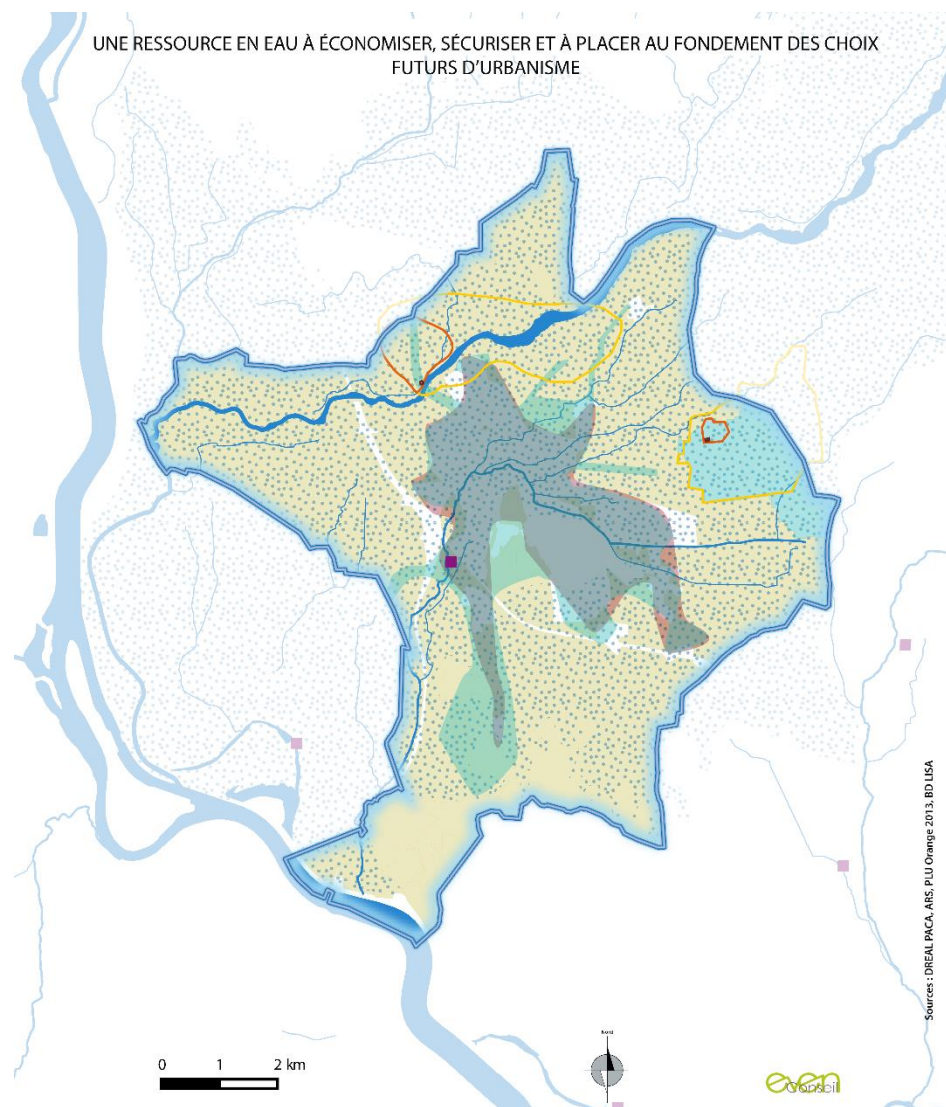 UNE RESSOURCE EN EAU À ÉCONOMISER, SÉCURISER ET À PLACER AU FONDEMENT DES CHOIX
FUTURS D'URBANISME
Sources : DREAL PACA, ARS, PLU Orange 2013, BD LISA
0 1 2 km
even
Conseil